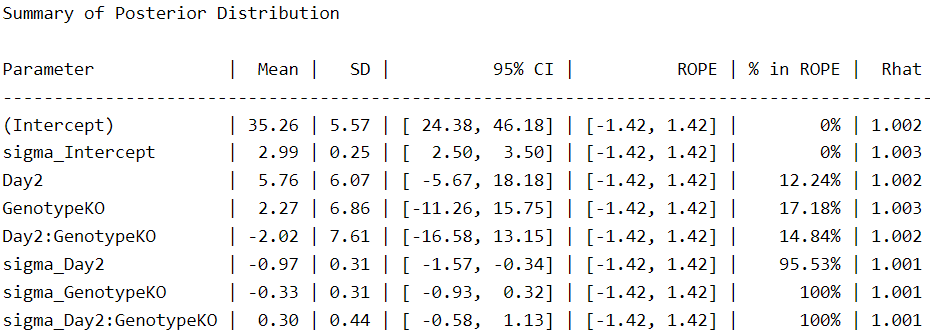 Summary of Posterior Distribution
Parameter | Mean | SD | 95% CI | ROPE | % in ROPE | Rhat
-----------------------------------------------------------------------------------------------
(Intercept) | 35.26 | 5.57 | [ 24.38, 46.18] | [-1.42, 1.42] | 0% | 1.002
sigma_Intercept | 2.99 | 0.25 | [ 2.50, 3.50] | [-1.42, 1.42] | 0% | 1.003
Day2 | 5.76 | 6.07 | [ -5.67, 18.18] | [-1.42, 1.42] | 12.24% | 1.002
GenotypeKO | 2.27 | 6.86 | [-11.26, 15.75] | [-1.42, 1.42] | 17.18% | 1.003
Day2:GenotypeKO | -2.02 | 7.61 | [-16.58, 13.15] | [-1.42, 1.42] | 14.84% | 1.002
sigma_Day2 | -0.97 | 0.31 | [ -1.57, -0.34] | [-1.42, 1.42] | 95.53% | 1.001
sigma_GenotypeKO | -0.33 | 0.31 | [ -0.93, 0.32] | [-1.42, 1.42] | 100% | 1.001
sigma_Day2:GenotypeKO | 0.30 | 0.44 | [ -0.58, 1.13] | [-1.42, 1.42] | 100% | 1.001